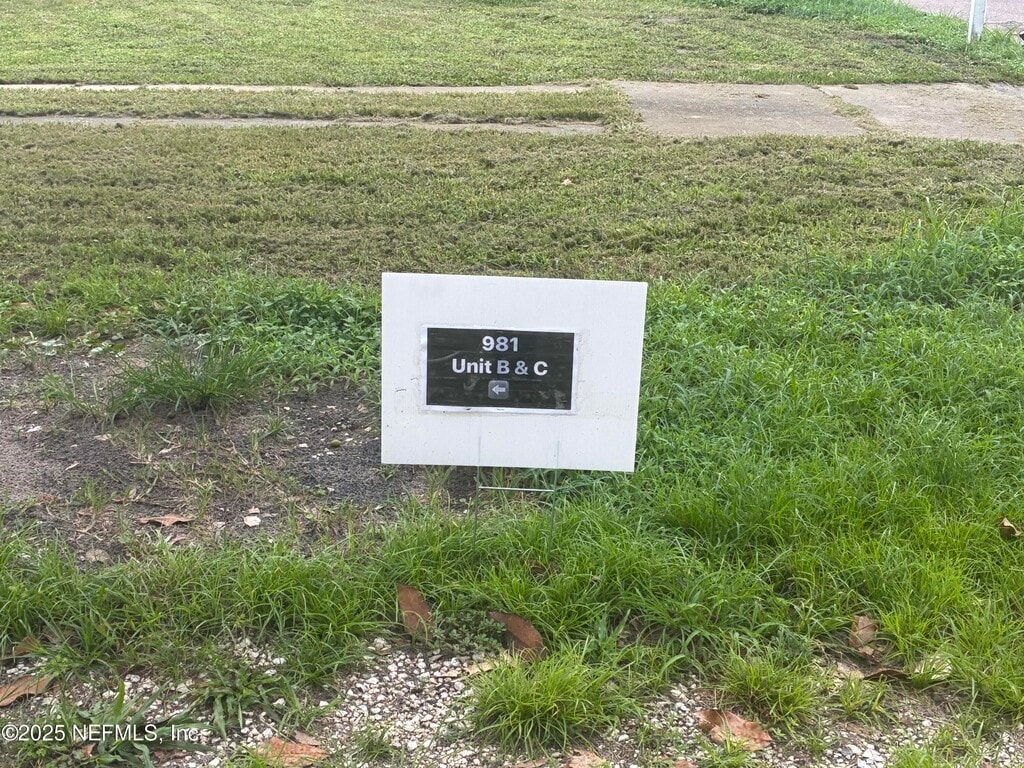 981
Unit B & C
©2025 NEFMLS, Inc